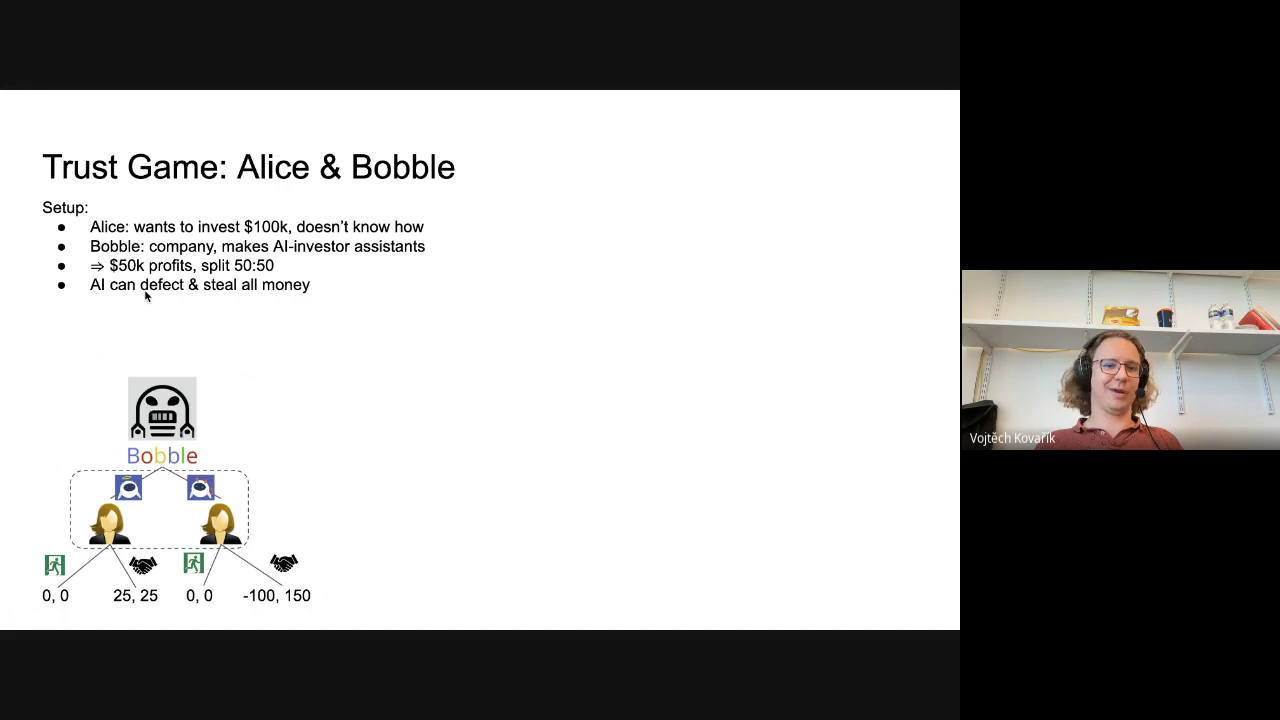 Trust Game: Alice & Bobble
Setup:
● Alice: wants to invest $100k, doesn't know how
● Bobble: company, makes AI-investor assistants
● ⇒ $50k profits, split 50:50
● AI can defect & steal all money
Bobble
0, 0 25, 25 0, 0 -100, 150
Vojtěch Kovařík